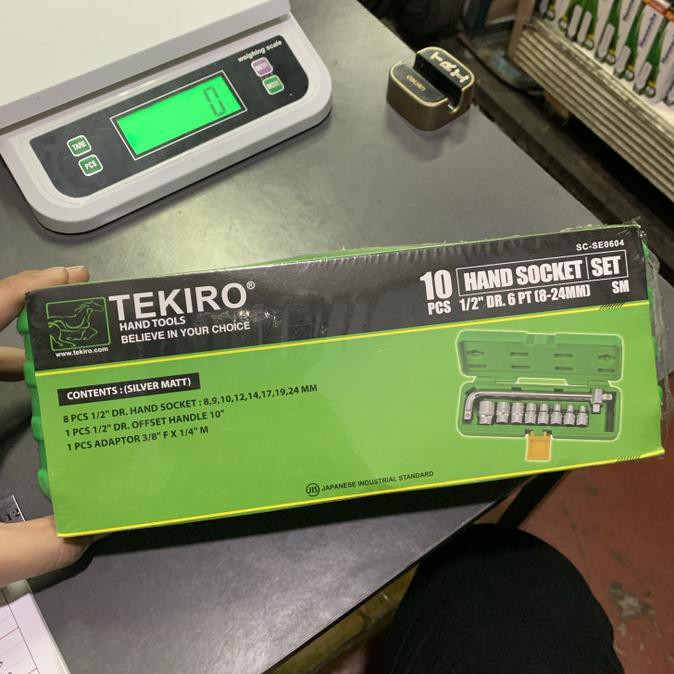 weighing scale
0
TARE
PCS
SC-SE0604
TEKIRO®
HAND TOOLS
BELIEVE IN YOUR CHOICE
www.tekiro.com
10 PCS
HAND SOCKET SET
1/2" DR. 6 PT (8-24MM) SM
CONTENTS : (SILVER MATT)
8 PCS 1/2" DR. HAND SOCKET : 8,9,10,12,14,17,19,24 MM
1 PCS 1/2" DR. OFFSET HANDLE 10"
1 PCS ADAPTOR 3/8" F X 1/4" M
JIS JAPANESE INDUSTRIAL STANDARD